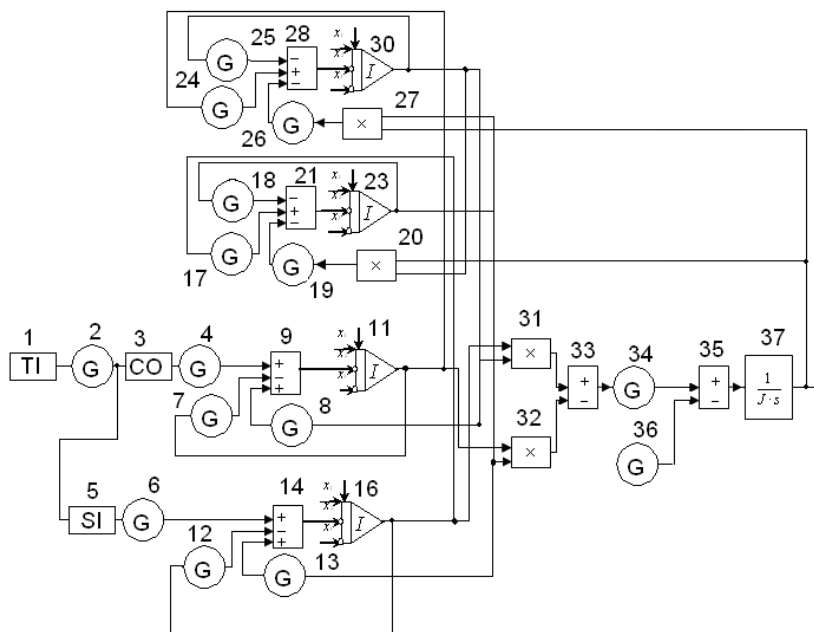 28
30
25
x.
−
G
x.
24
+
I
x.
−
27
G
G
×
26
21
23
18
x.
−
G
x.
+
I
x.
−
20
G
G
×
17
19
31
1
2
3
4
9
x.
11
37
TI
G
CO
G
+
−
+
x.
I
×
33
34
35
7
x.
8
+
−
G
+
−
1
J·s
G
G
32
36
×
5
6
14
x.
16
G
SI
G
+
−
+
x.
I
12
x.
G
G
13